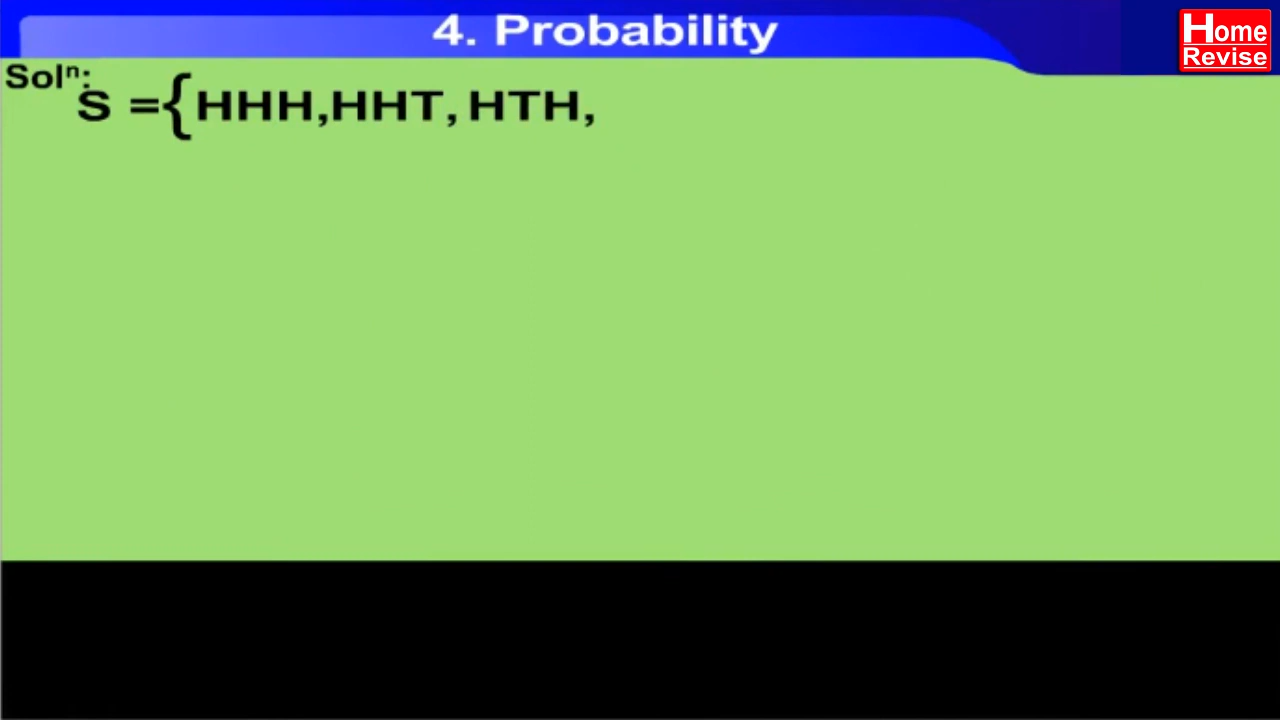 4. Probability
Home
Revise
Solⁿ:
S ={HHH,HHT, HTH,